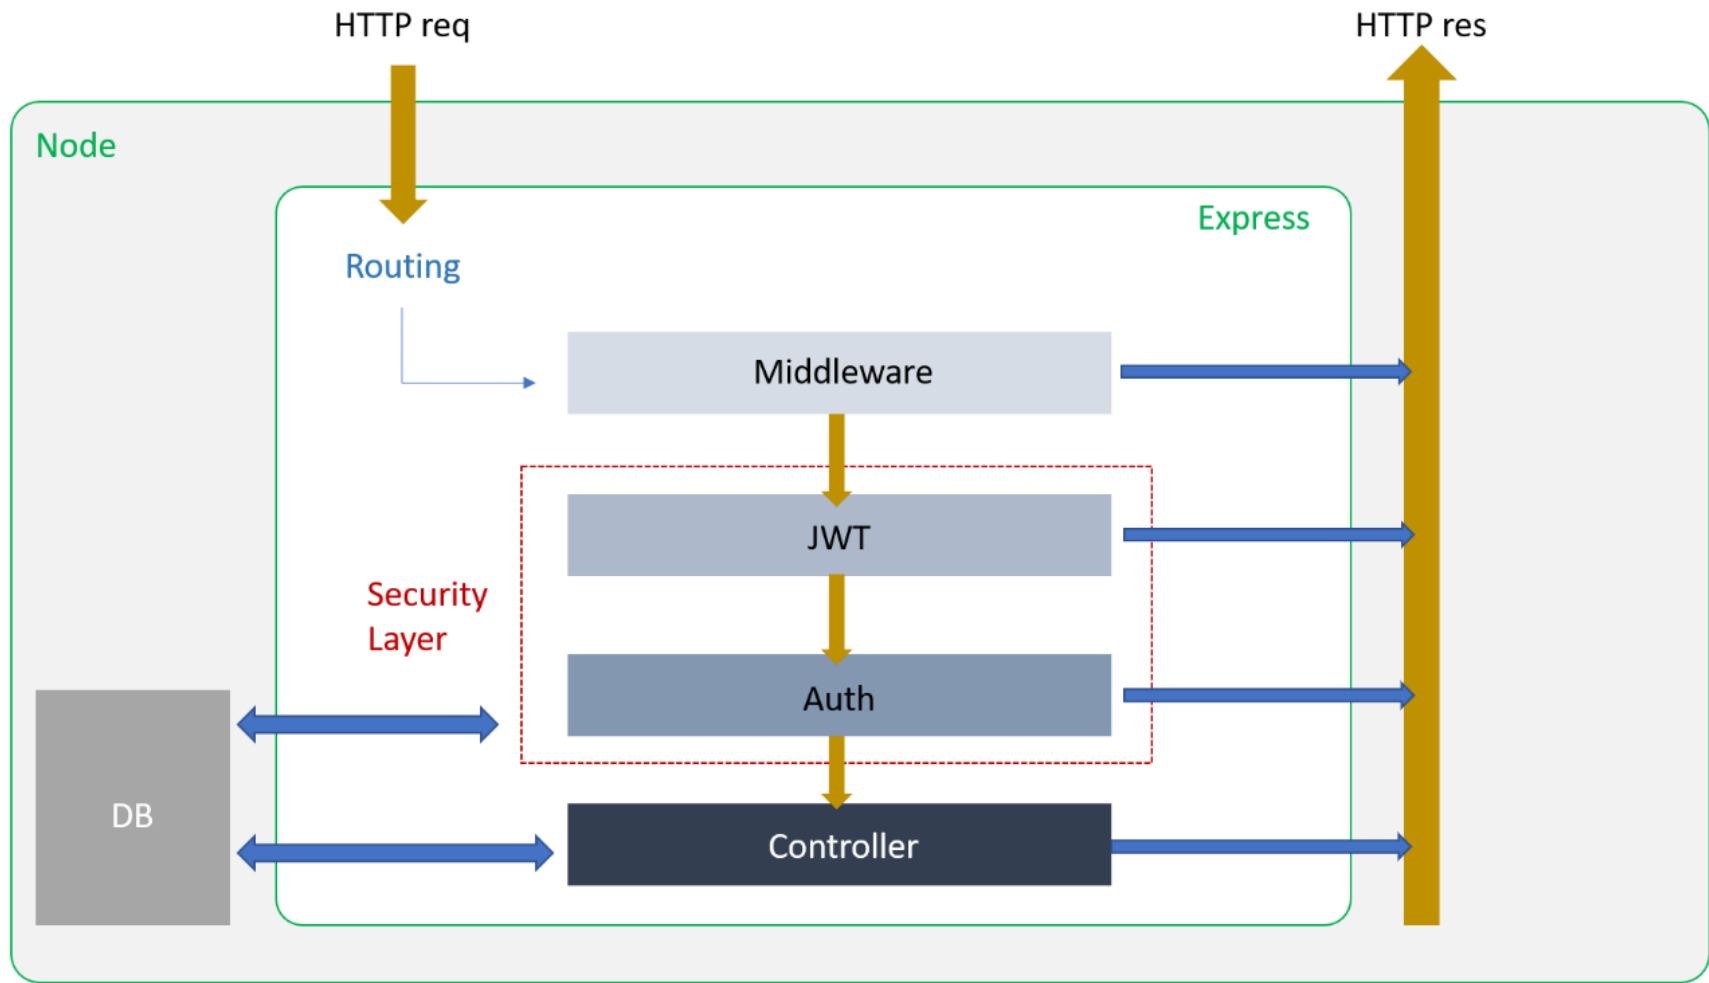 HTTP req
HTTP res
Node
Express
Routing
Middleware
JWT
Security
Layer
Auth
DB
Controller